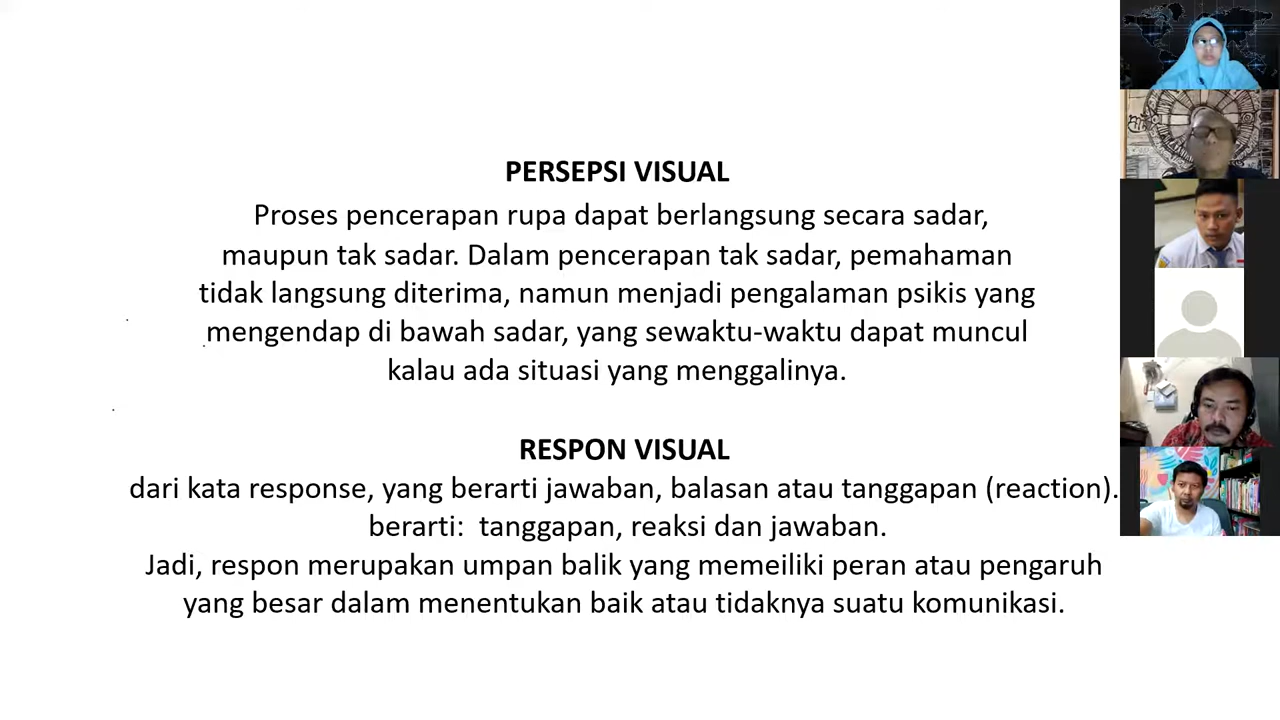 PERSEPSI VISUAL
Proses pencerapan rupa dapat berlangsung secara sadar,
maupun tak sadar. Dalam pencerapan tak sadar, pemahaman
tidak langsung diterima, namun menjadi pengalaman psikis yang
mengendap di bawah sadar, yang sewaktu-waktu dapat muncul
kalau ada situasi yang menggalinya.
RESPON VISUAL
dari kata response, yang berarti jawaban, balasan atau tanggapan (reaction).
berarti:  tanggapan, reaksi dan jawaban.
Jadi, respon merupakan umpan balik yang memeiliki peran atau pengaruh
yang besar dalam menentukan baik atau tidaknya suatu komunikasi.